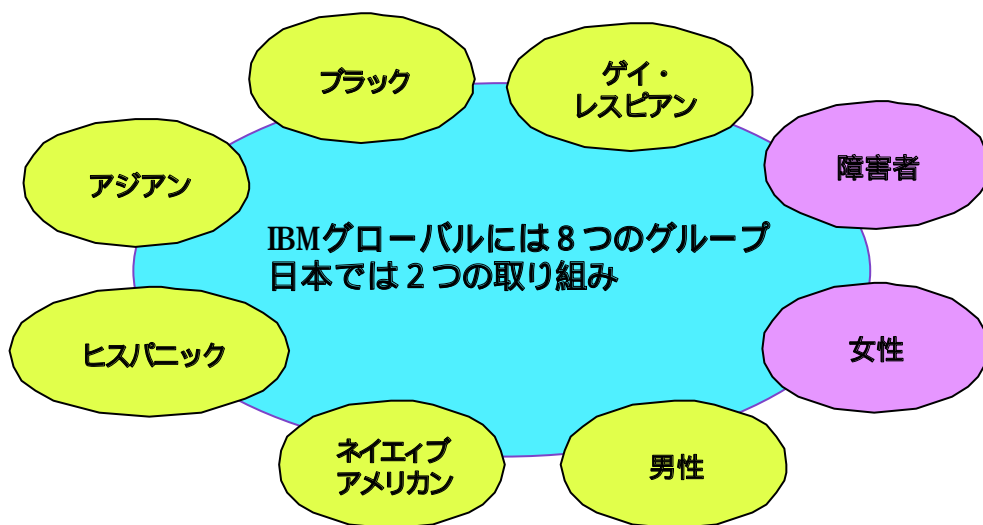 ブラック
ゲイ・
レスピアン
アジアン
障害者
IBMグローバルには８つのグループ
日本では２つの取り組み
ヒスパニック
女性
ネイエィブ
アメリカン
男性